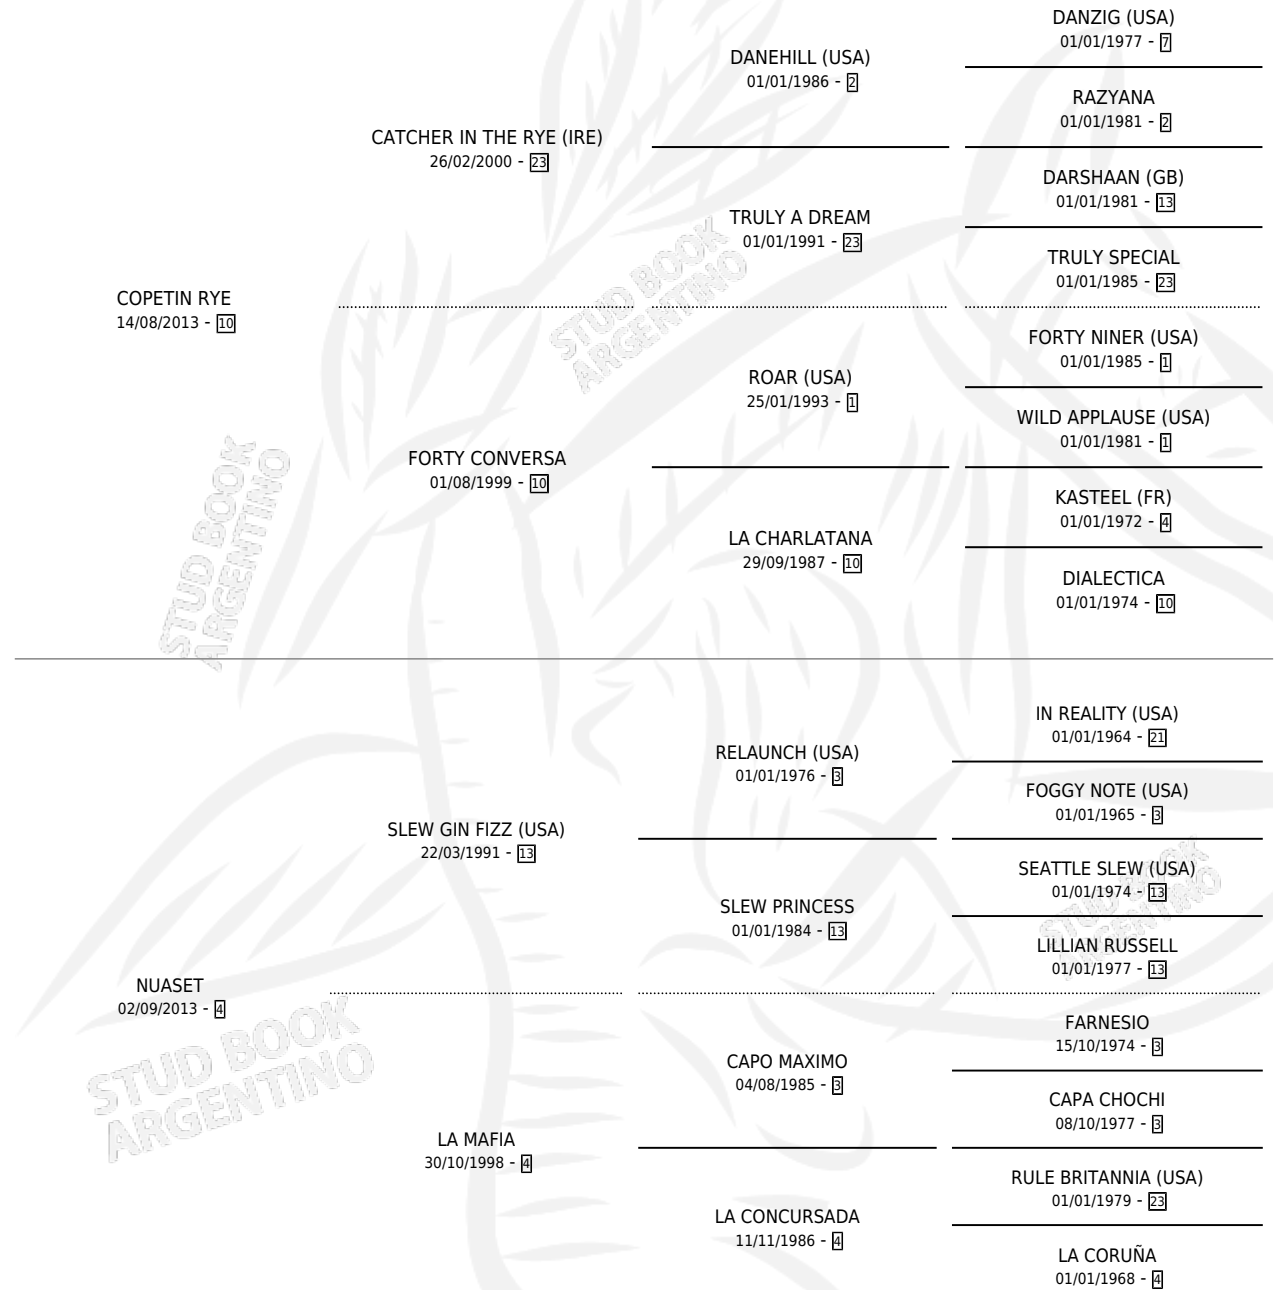 DANZIG (USA)
01/01/1977 - 7
DANEHILL (USA)
01/01/1986 - 2
RAZYANA
01/01/1981 - 2
CATCHER IN THE RYE (IRE)
26/02/2000 - 23
DARSHAAN (GB)
01/01/1981 - 13
TRULY A DREAM
01/01/1991 - 23
TRULY SPECIAL
01/01/1985 - 23
COPETIN RYE
14/08/2013 - 10
FORTY NINER (USA)
01/01/1985 - 1
ROAR (USA)
25/01/1993 - 1
WILD APPLAUSE (USA)
01/01/1981 - 1
FORTY CONVERSA
01/08/1999 - 10
KASTEEL (FR)
01/01/1972 - 4
LA CHARLATANA
29/09/1987 - 10
DIALECTICA
01/01/1974 - 10
IN REALITY (USA)
01/01/1964 - 21
RELAUNCH (USA)
01/01/1976 - 3
FOGGY NOTE (USA)
01/01/1965 - 3
SLEW GIN FIZZ (USA)
22/03/1991 - 13
SEATTLE SLEW (USA)
01/01/1974 - 13
SLEW PRINCESS
01/01/1984 - 13
LILLIAN RUSSELL
01/01/1977 - 13
NUASET
02/09/2013 - 4
FARNESIO
15/10/1974 - 3
CAPO MAXIMO
04/08/1985 - 3
CAPA CHOCHI
08/10/1977 - 3
LA MAFIA
30/10/1998 - 4
RULE BRITANNIA (USA)
01/01/1979 - 23
LA CONCURSADA
11/11/1986 - 4
LA CORUÑA
01/01/1968 - 4
STUD BOOK
ARGENTINO
STUD BOOK
ARGENTINO
STUD BOOK
ARGENTINO
STUD BOOK
ARGENTINO